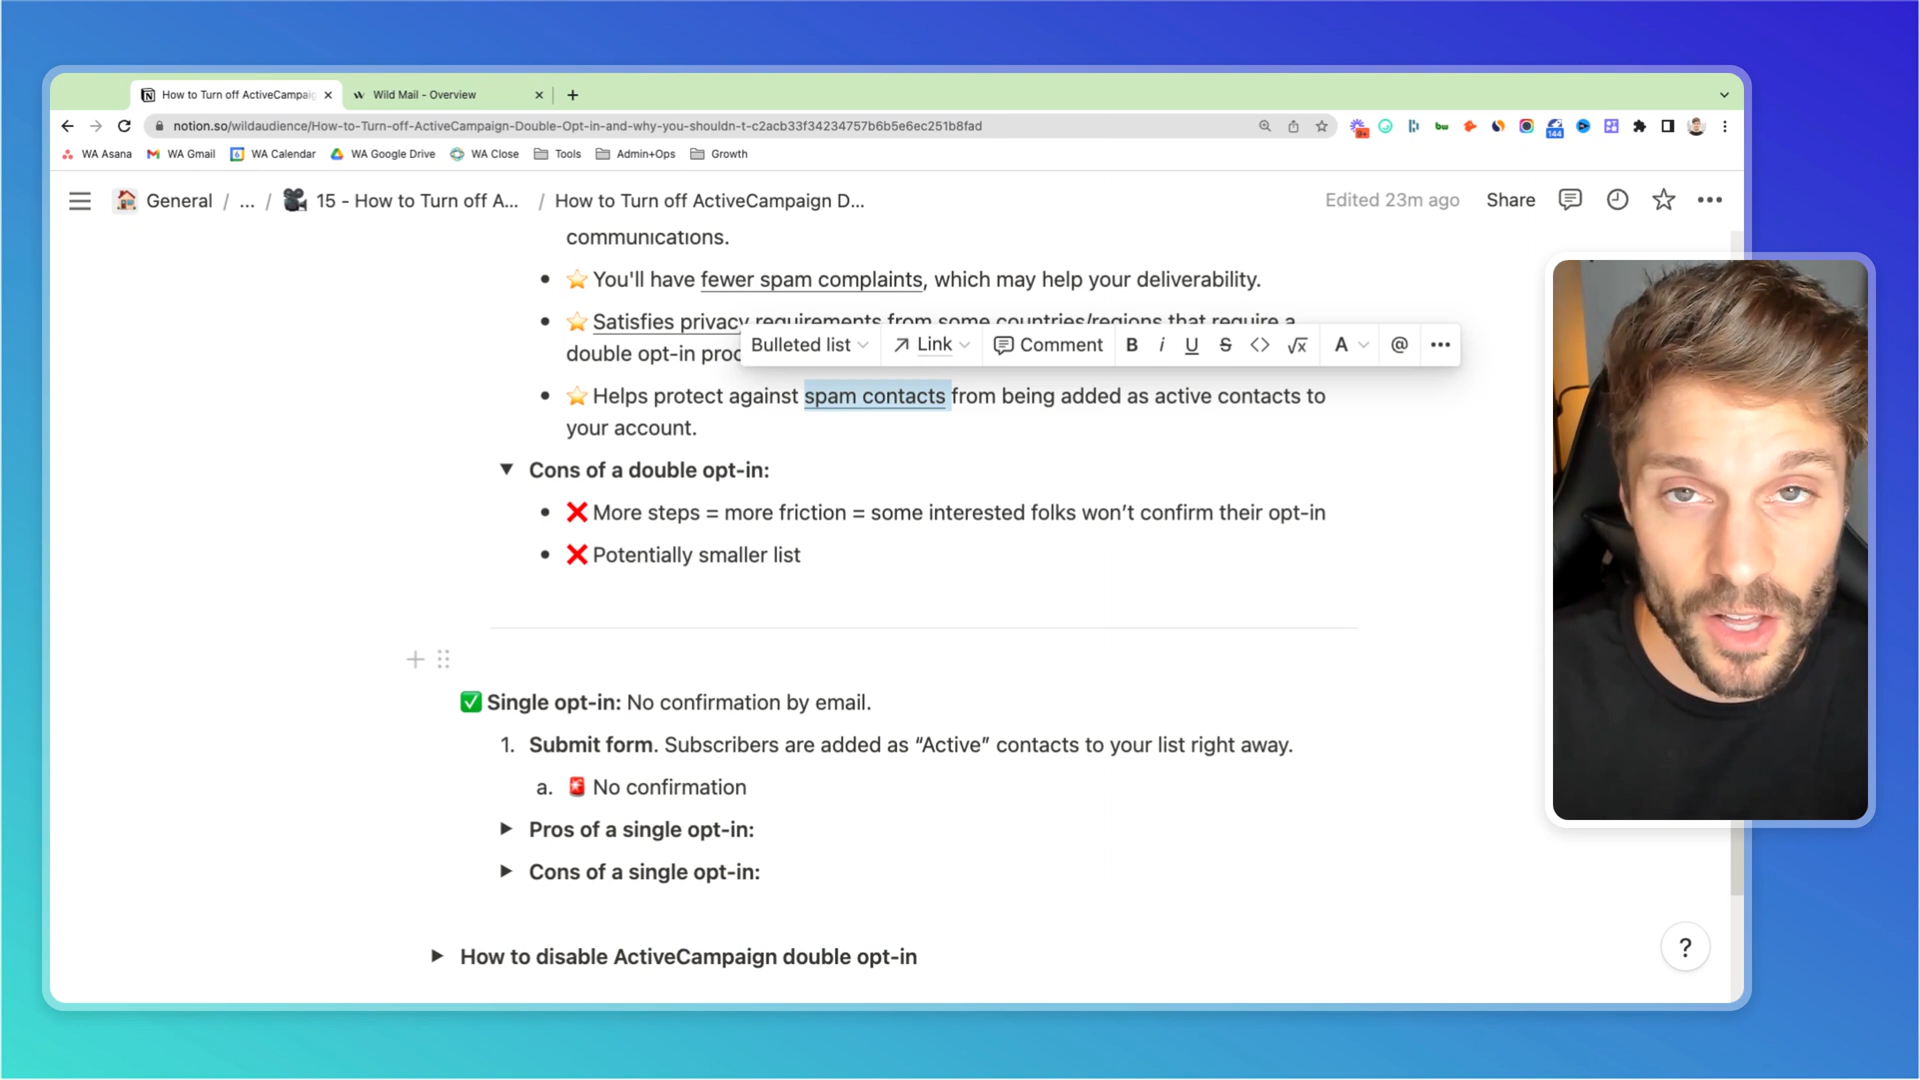 How to Turn off ActiveCampaig
Wild Mail - Overview
notion.so/wildaudience/How-to-Turn-off-ActiveCampaign-Double-Opt-in-and-why-you-shouldn-t-c2acb33f34234757b6b5e6ec251b8fad
9+
bw
144
WA Asana
WA Gmail
WA Calendar
WA Google Drive
WA Close
Tools
Admin+Ops
Growth
General / ... / 15 - How to Turn off A... / How to Turn off ActiveCampaign D...
Edited 23m ago
Share
communications.
• ⭐ You'll have fewer spam complaints, which may help your deliverability.
• ⭐ Satisfies privacy requirements from some countries/regions that require a
double opt-in proc
Bulleted list
Link
Comment
B i U S <> √x A @ •••
• ⭐ Helps protect against spam contacts from being added as active contacts to
your account.
▼ Cons of a double opt-in:
• ❌ More steps = more friction = some interested folks won’t confirm their opt-in
• ❌ Potentially smaller list
✅ Single opt-in: No confirmation by email.
1. Submit form. Subscribers are added as “Active” contacts to your list right away.
a. 🚨 No confirmation
▶ Pros of a single opt-in:
▶ Cons of a single opt-in:
▶ How to disable ActiveCampaign double opt-in
?